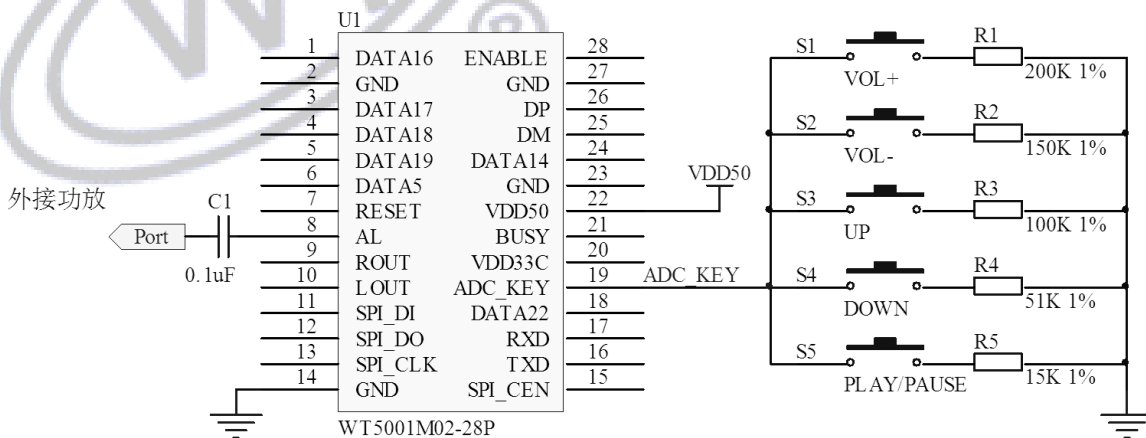 U1
1 DATA16 ENABLE 28
2 GND GND 27
3 DATA17 DP 26
4 DATA18 DM 25
5 DATA19 DATA14 24
6 DATA5 GND 23
7 RESET VDD50 22
8 AL BUSY 21
9 ROUT VDD33C 20
10 LOUT ADC_KEY 19
11 SPI_DI DATA22 18
12 SPI_DO RXD 17
13 SPI_CLK TXD 16
14 GND SPI_CEN 15
WT5001M02-28P
外接功放
Port
C1
0.1uF
VDD50
ADC_KEY
S1 R1
VOL+ 200K 1%
S2 R2
VOL- 150K 1%
S3 R3
UP 100K 1%
S4 R4
DOWN 51K 1%
S5 R5
PLAY/PAUSE 15K 1%